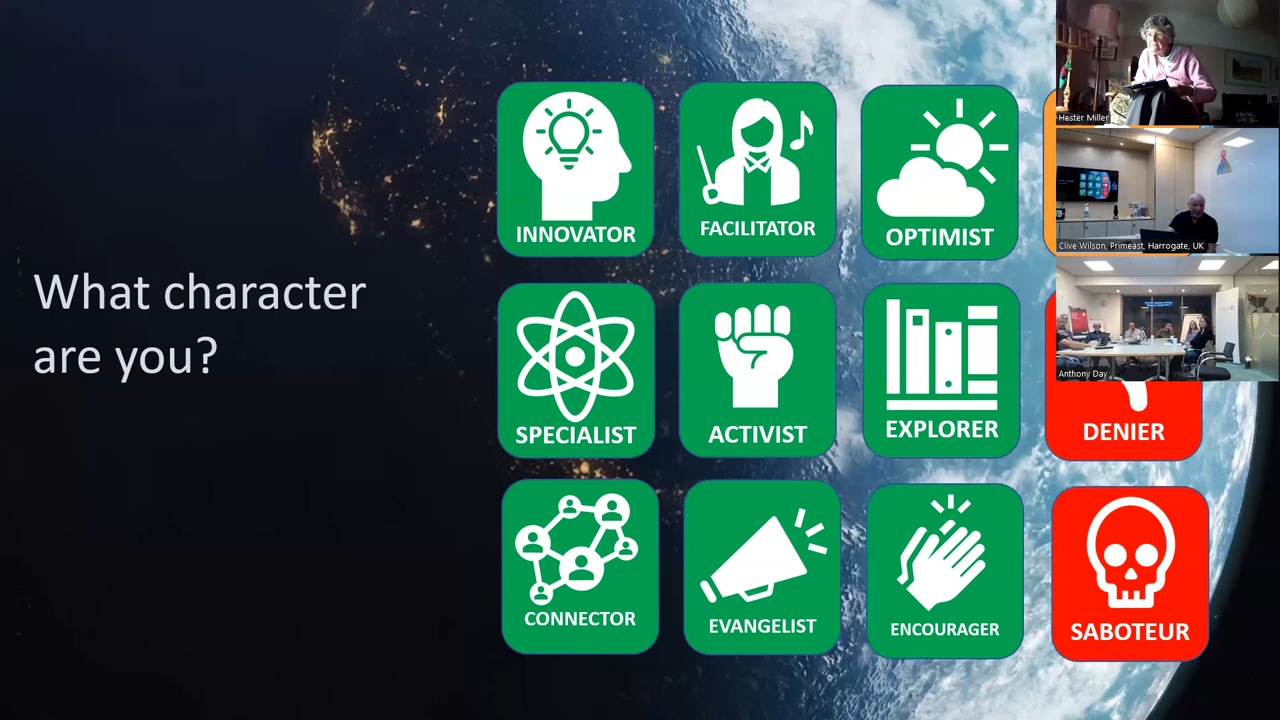 What character
are you?
INNOVATOR
FACILITATOR
OPTIMIST
SPECIALIST
ACTIVIST
EXPLORER
DENIER
CONNECTOR
EVANGELIST
ENCOURAGER
SABOTEUR
Hester Miller
Clive Wilson, Primeast, Harrogate, UK
Anthony Day